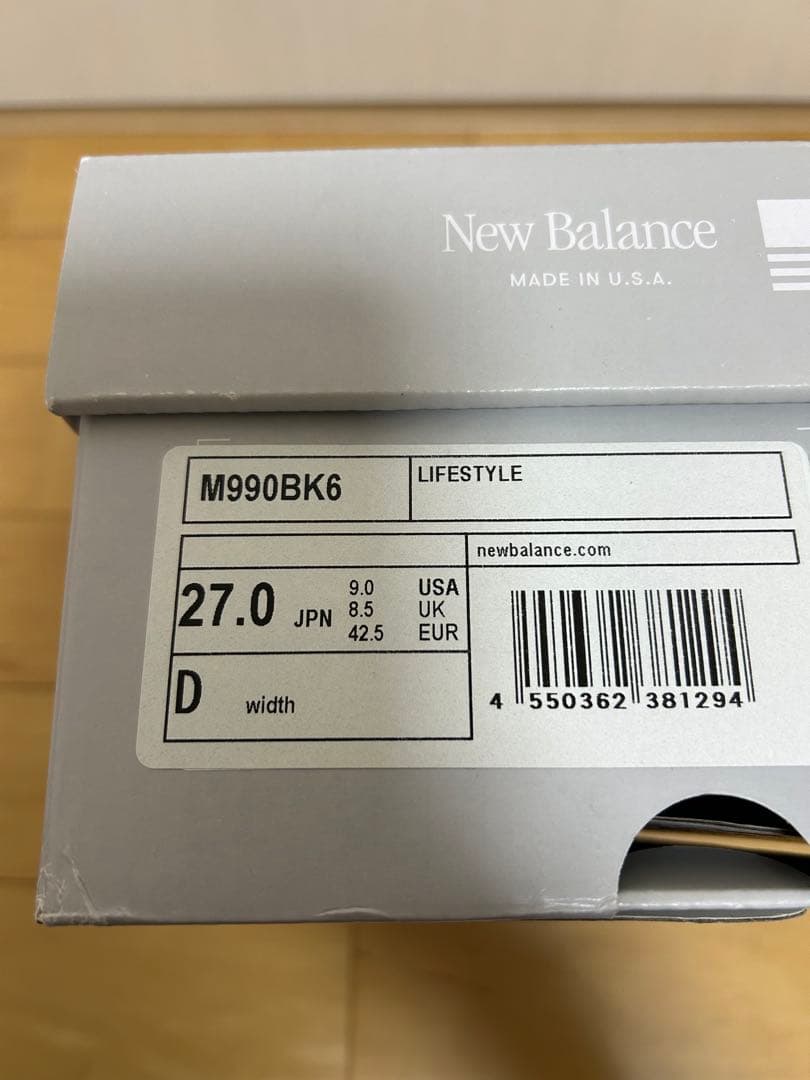 New Balance
MADE IN U.S.A.
M990BK6
LIFESTYLE
newbalance.com
27.0 JPN
9.0 USA
8.5 UK
42.5 EUR
D width
4 550362 381294